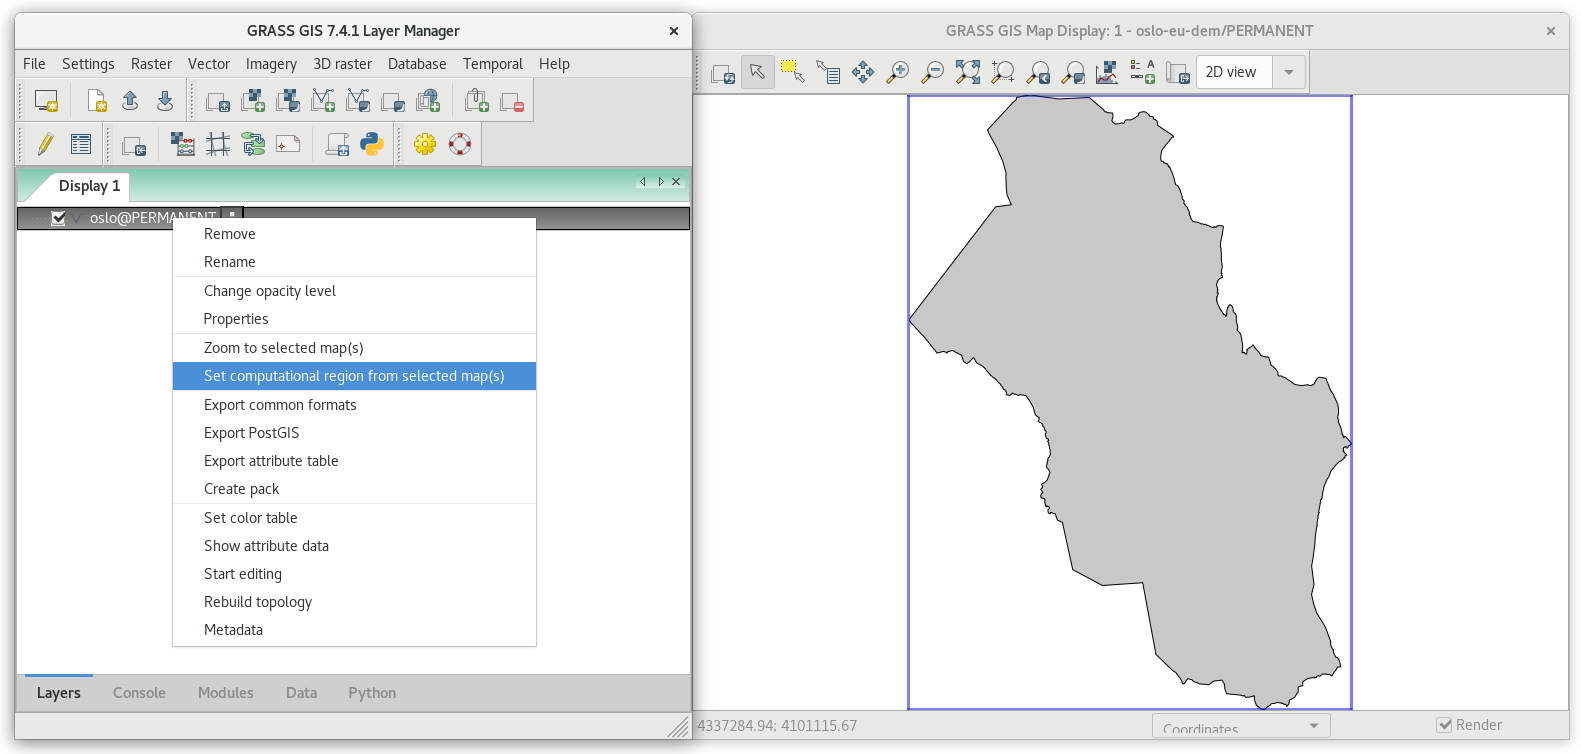 GRASS GIS 7.4.1 Layer Manager
File Settings Raster Vector Imagery 3D raster Database Temporal Help
Display 1
oslo@PERMANENT
Remove
Rename
Change opacity level
Properties
Zoom to selected map(s)
Set computational region from selected map(s)
Export common formats
Export PostGIS
Export attribute table
Create pack
Set color table
Show attribute data
Start editing
Rebuild topology
Metadata
Layers Console Modules Data Python
GRASS GIS Map Display: 1 - oslo-eu-dem/PERMANENT
2D view
4337284.94; 4101115.67
Coordinates
Render